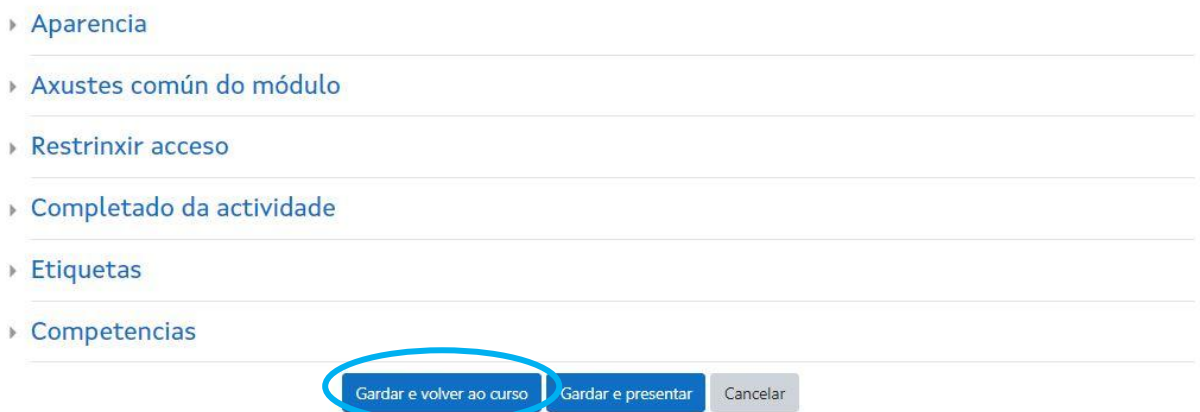 Aparencia
Axustes común do módulo
Restrinxir acceso
Completado da actividade
Etiquetas
Competencias
Gardar e volver ao curso Gardar e presentar Cancelar